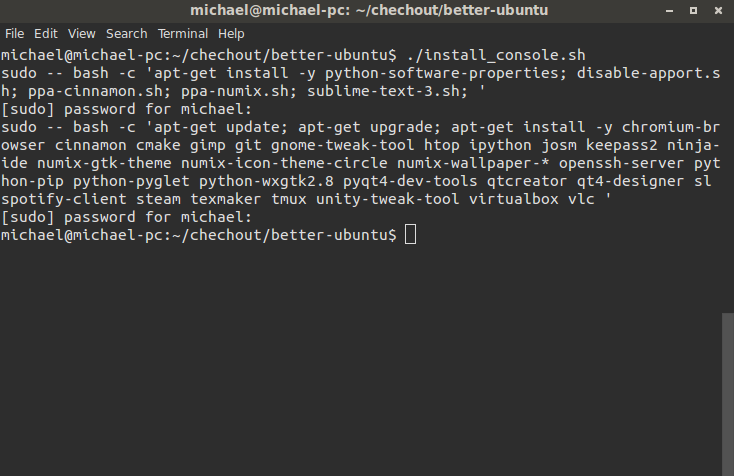 michael@michael-pc: ~/chechout/better-ubuntu
File Edit View Search Terminal Help
michael@michael-pc:~/chechout/better-ubuntu$ ./install_console.sh
sudo -- bash -c 'apt-get install -y python-software-properties; disable-apport.s
h; ppa-cinnamon.sh; ppa-numix.sh; sublime-text-3.sh; '
[sudo] password for michael:
sudo -- bash -c 'apt-get update; apt-get upgrade; apt-get install -y chromium-br
owser cinnamon cmake gimp git gnome-tweak-tool htop ipython josm keepass2 ninja-
ide numix-gtk-theme numix-icon-theme-circle numix-wallpaper-* openssh-server pyt
hon-pip python-pyglet python-wxgtk2.8 pyqt4-dev-tools qtcreator qt4-designer sl
spotify-client steam texmaker tmux unity-tweak-tool virtualbox vlc '
[sudo] password for michael:
michael@michael-pc:~/chechout/better-ubuntu$